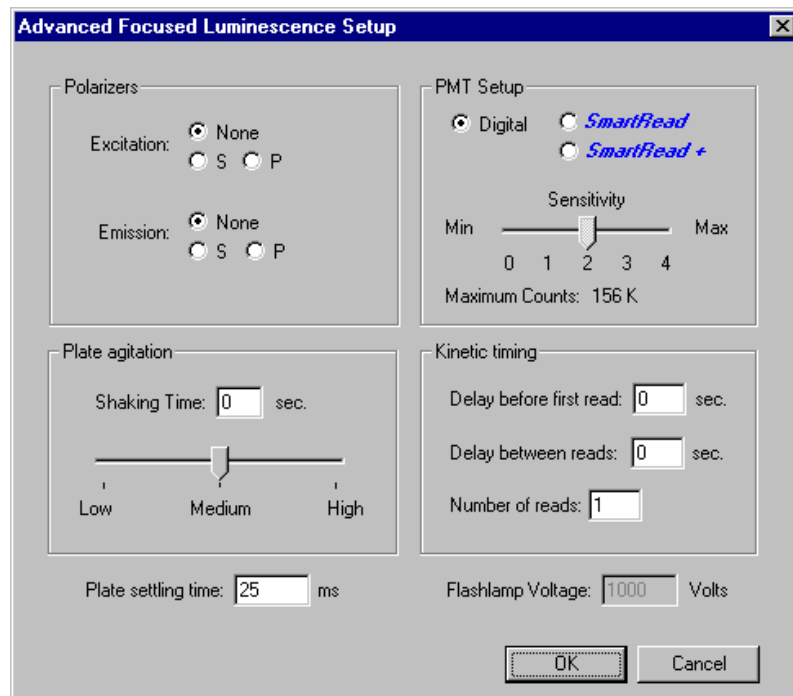 Advanced Focused Luminescence Setup
Polarizers
Excitation:
None
S P
Emission:
None
S P
PMT Setup
Digital
SmartRead
SmartRead +
Sensitivity
Min Max
0 1 2 3 4
Maximum Counts: 156 K
Plate agitation
Shaking Time: 0 sec.
Low Medium High
Kinetic timing
Delay before first read: 0 sec.
Delay between reads: 0 sec.
Number of reads: 1
Plate settling time: 25 ms
Flashlamp Voltage: 1000 Volts
OK Cancel